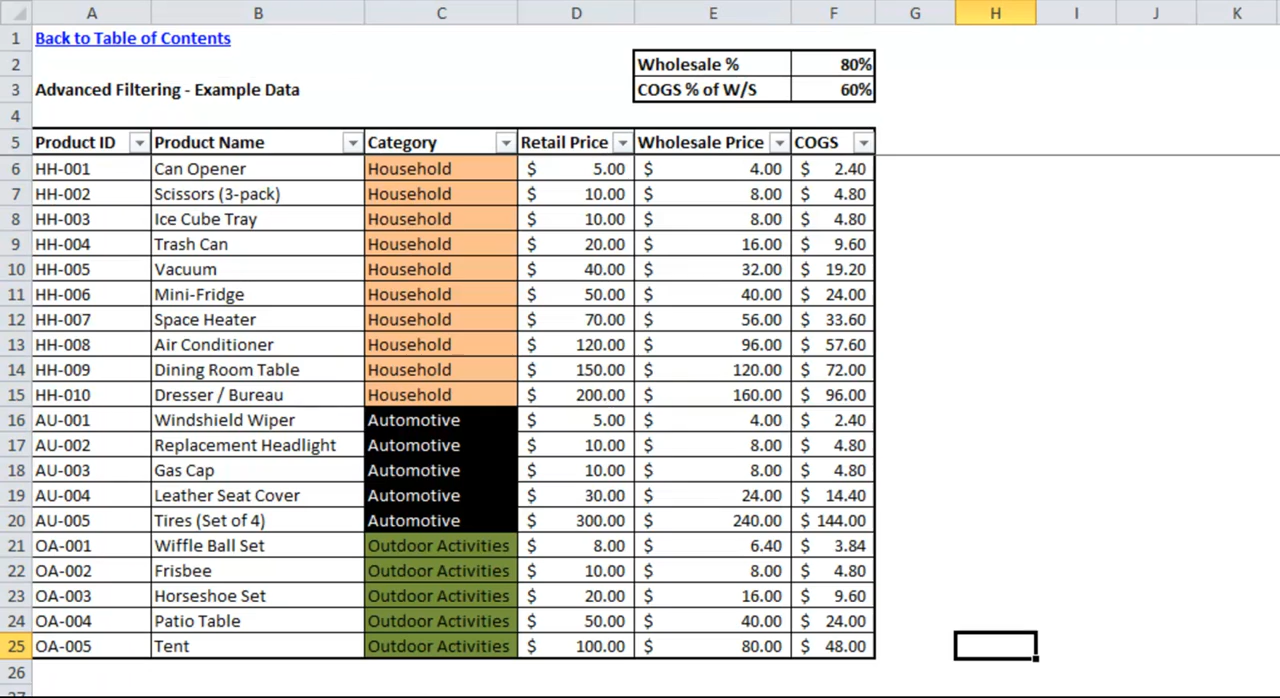 A B C D E F G H I J K
1 Back to Table of Contents
2 Wholesale % 80%
3 Advanced Filtering - Example Data COGS % of W/S 60%
4
5 Product ID Product Name Category Retail Price Wholesale Price COGS
6 HH-001 Can Opener Household $ 5.00 $ 4.00 $ 2.40
7 HH-002 Scissors (3-pack) Household $ 10.00 $ 8.00 $ 4.80
8 HH-003 Ice Cube Tray Household $ 10.00 $ 8.00 $ 4.80
9 HH-004 Trash Can Household $ 20.00 $ 16.00 $ 9.60
10 HH-005 Vacuum Household $ 40.00 $ 32.00 $ 19.20
11 HH-006 Mini-Fridge Household $ 50.00 $ 40.00 $ 24.00
12 HH-007 Space Heater Household $ 70.00 $ 56.00 $ 33.60
13 HH-008 Air Conditioner Household $ 120.00 $ 96.00 $ 57.60
14 HH-009 Dining Room Table Household $ 150.00 $ 120.00 $ 72.00
15 HH-010 Dresser / Bureau Household $ 200.00 $ 160.00 $ 96.00
16 AU-001 Windshield Wiper Automotive $ 5.00 $ 4.00 $ 2.40
17 AU-002 Replacement Headlight Automotive $ 10.00 $ 8.00 $ 4.80
18 AU-003 Gas Cap Automotive $ 10.00 $ 8.00 $ 4.80
19 AU-004 Leather Seat Cover Automotive $ 30.00 $ 24.00 $ 14.40
20 AU-005 Tires (Set of 4) Automotive $ 300.00 $ 240.00 $ 144.00
21 OA-001 Wiffle Ball Set Outdoor Activities $ 8.00 $ 6.40 $ 3.84
22 OA-002 Frisbee Outdoor Activities $ 10.00 $ 8.00 $ 4.80
23 OA-003 Horseshoe Set Outdoor Activities $ 20.00 $ 16.00 $ 9.60
24 OA-004 Patio Table Outdoor Activities $ 50.00 $ 40.00 $ 24.00
25 OA-005 Tent Outdoor Activities $ 100.00 $ 80.00 $ 48.00
26